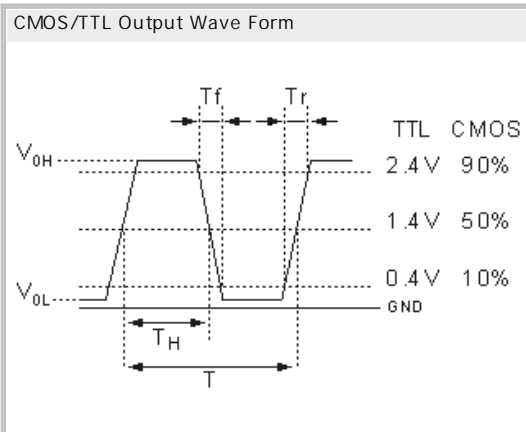 CMOS/TTL Output Wave Form
Tf Tr
TTL CMOS
V0H
2.4V 90%
1.4V 50%
0.4V 10%
V0L
GND
TH
T